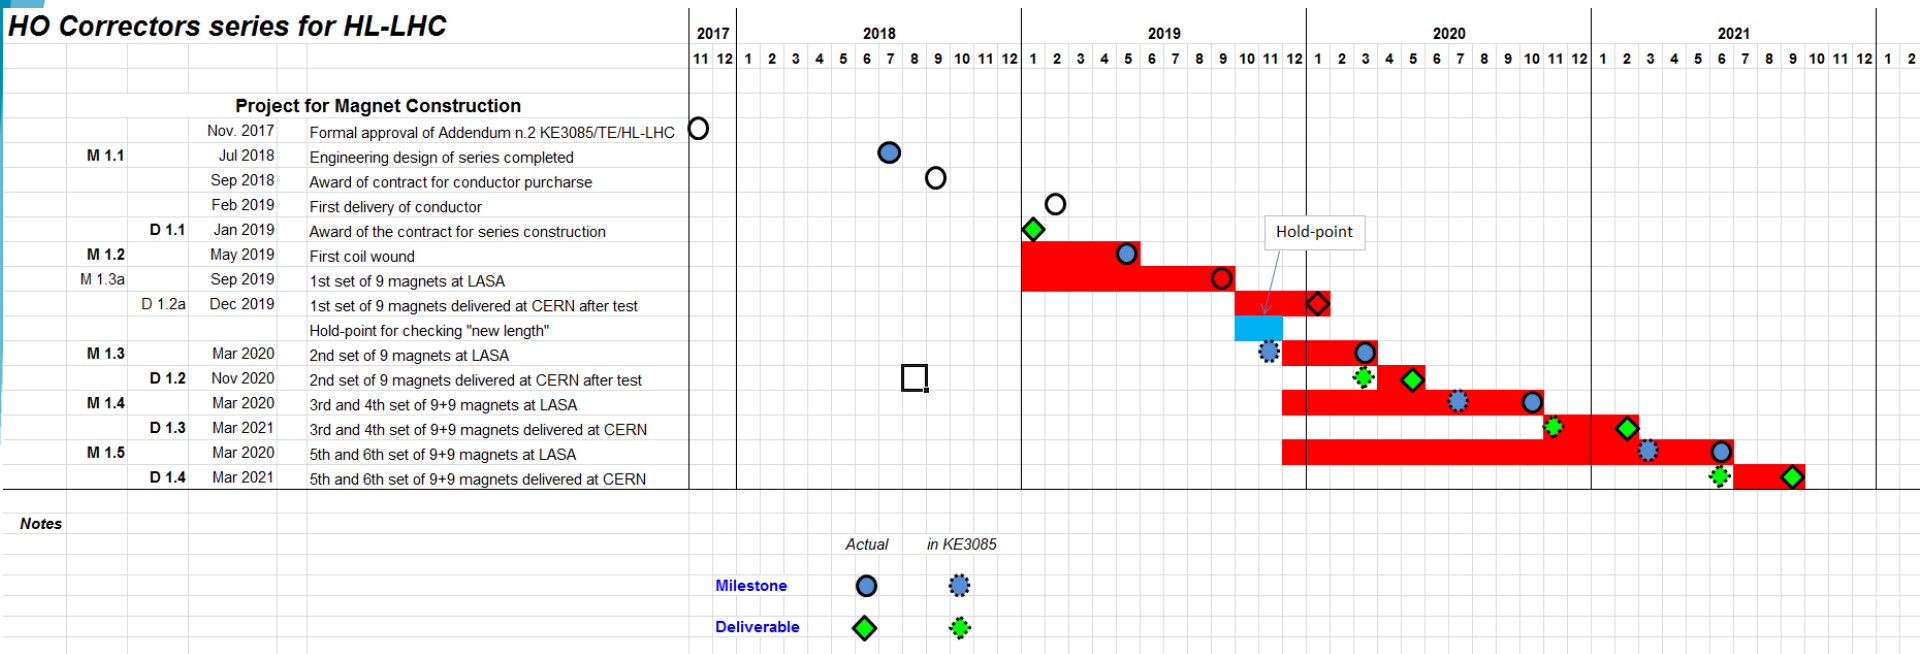 HO Correctors series for HL-LHC
2017 2018 2019 2020 2021
11 12 1 2 3 4 5 6 7 8 9 10 11 12 1 2 3 4 5 6 7 8 9 10 11 12 1 2 3 4 5 6 7 8 9 10 11 12 1 2 3 4 5 6 7 8 9 10 11 12 1 2
Project for Magnet Construction
Nov. 2017 Formal approval of Addendum n.2 KE3085/TE/HL-LHC
M 1.1 Jul 2018 Engineering design of series completed
Sep 2018 Award of contract for conductor purcharse
Feb 2019 First delivery of conductor
D 1.1 Jan 2019 Award of the contract for series construction
Hold-point
M 1.2 May 2019 First coil wound
M 1.3a Sep 2019 1st set of 9 magnets at LASA
D 1.2a Dec 2019 1st set of 9 magnets delivered at CERN after test
Hold-point for checking "new length"
M 1.3 Mar 2020 2nd set of 9 magnets at LASA
D 1.2 Nov 2020 2nd set of 9 magnets delivered at CERN after test
M 1.4 Mar 2020 3rd and 4th set of 9+9 magnets at LASA
D 1.3 Mar 2021 3rd and 4th set of 9+9 magnets delivered at CERN
M 1.5 Mar 2020 5th and 6th set of 9+9 magnets at LASA
D 1.4 Mar 2021 5th and 6th set of 9+9 magnets delivered at CERN
Notes
Actual in KE3085
Milestone
Deliverable